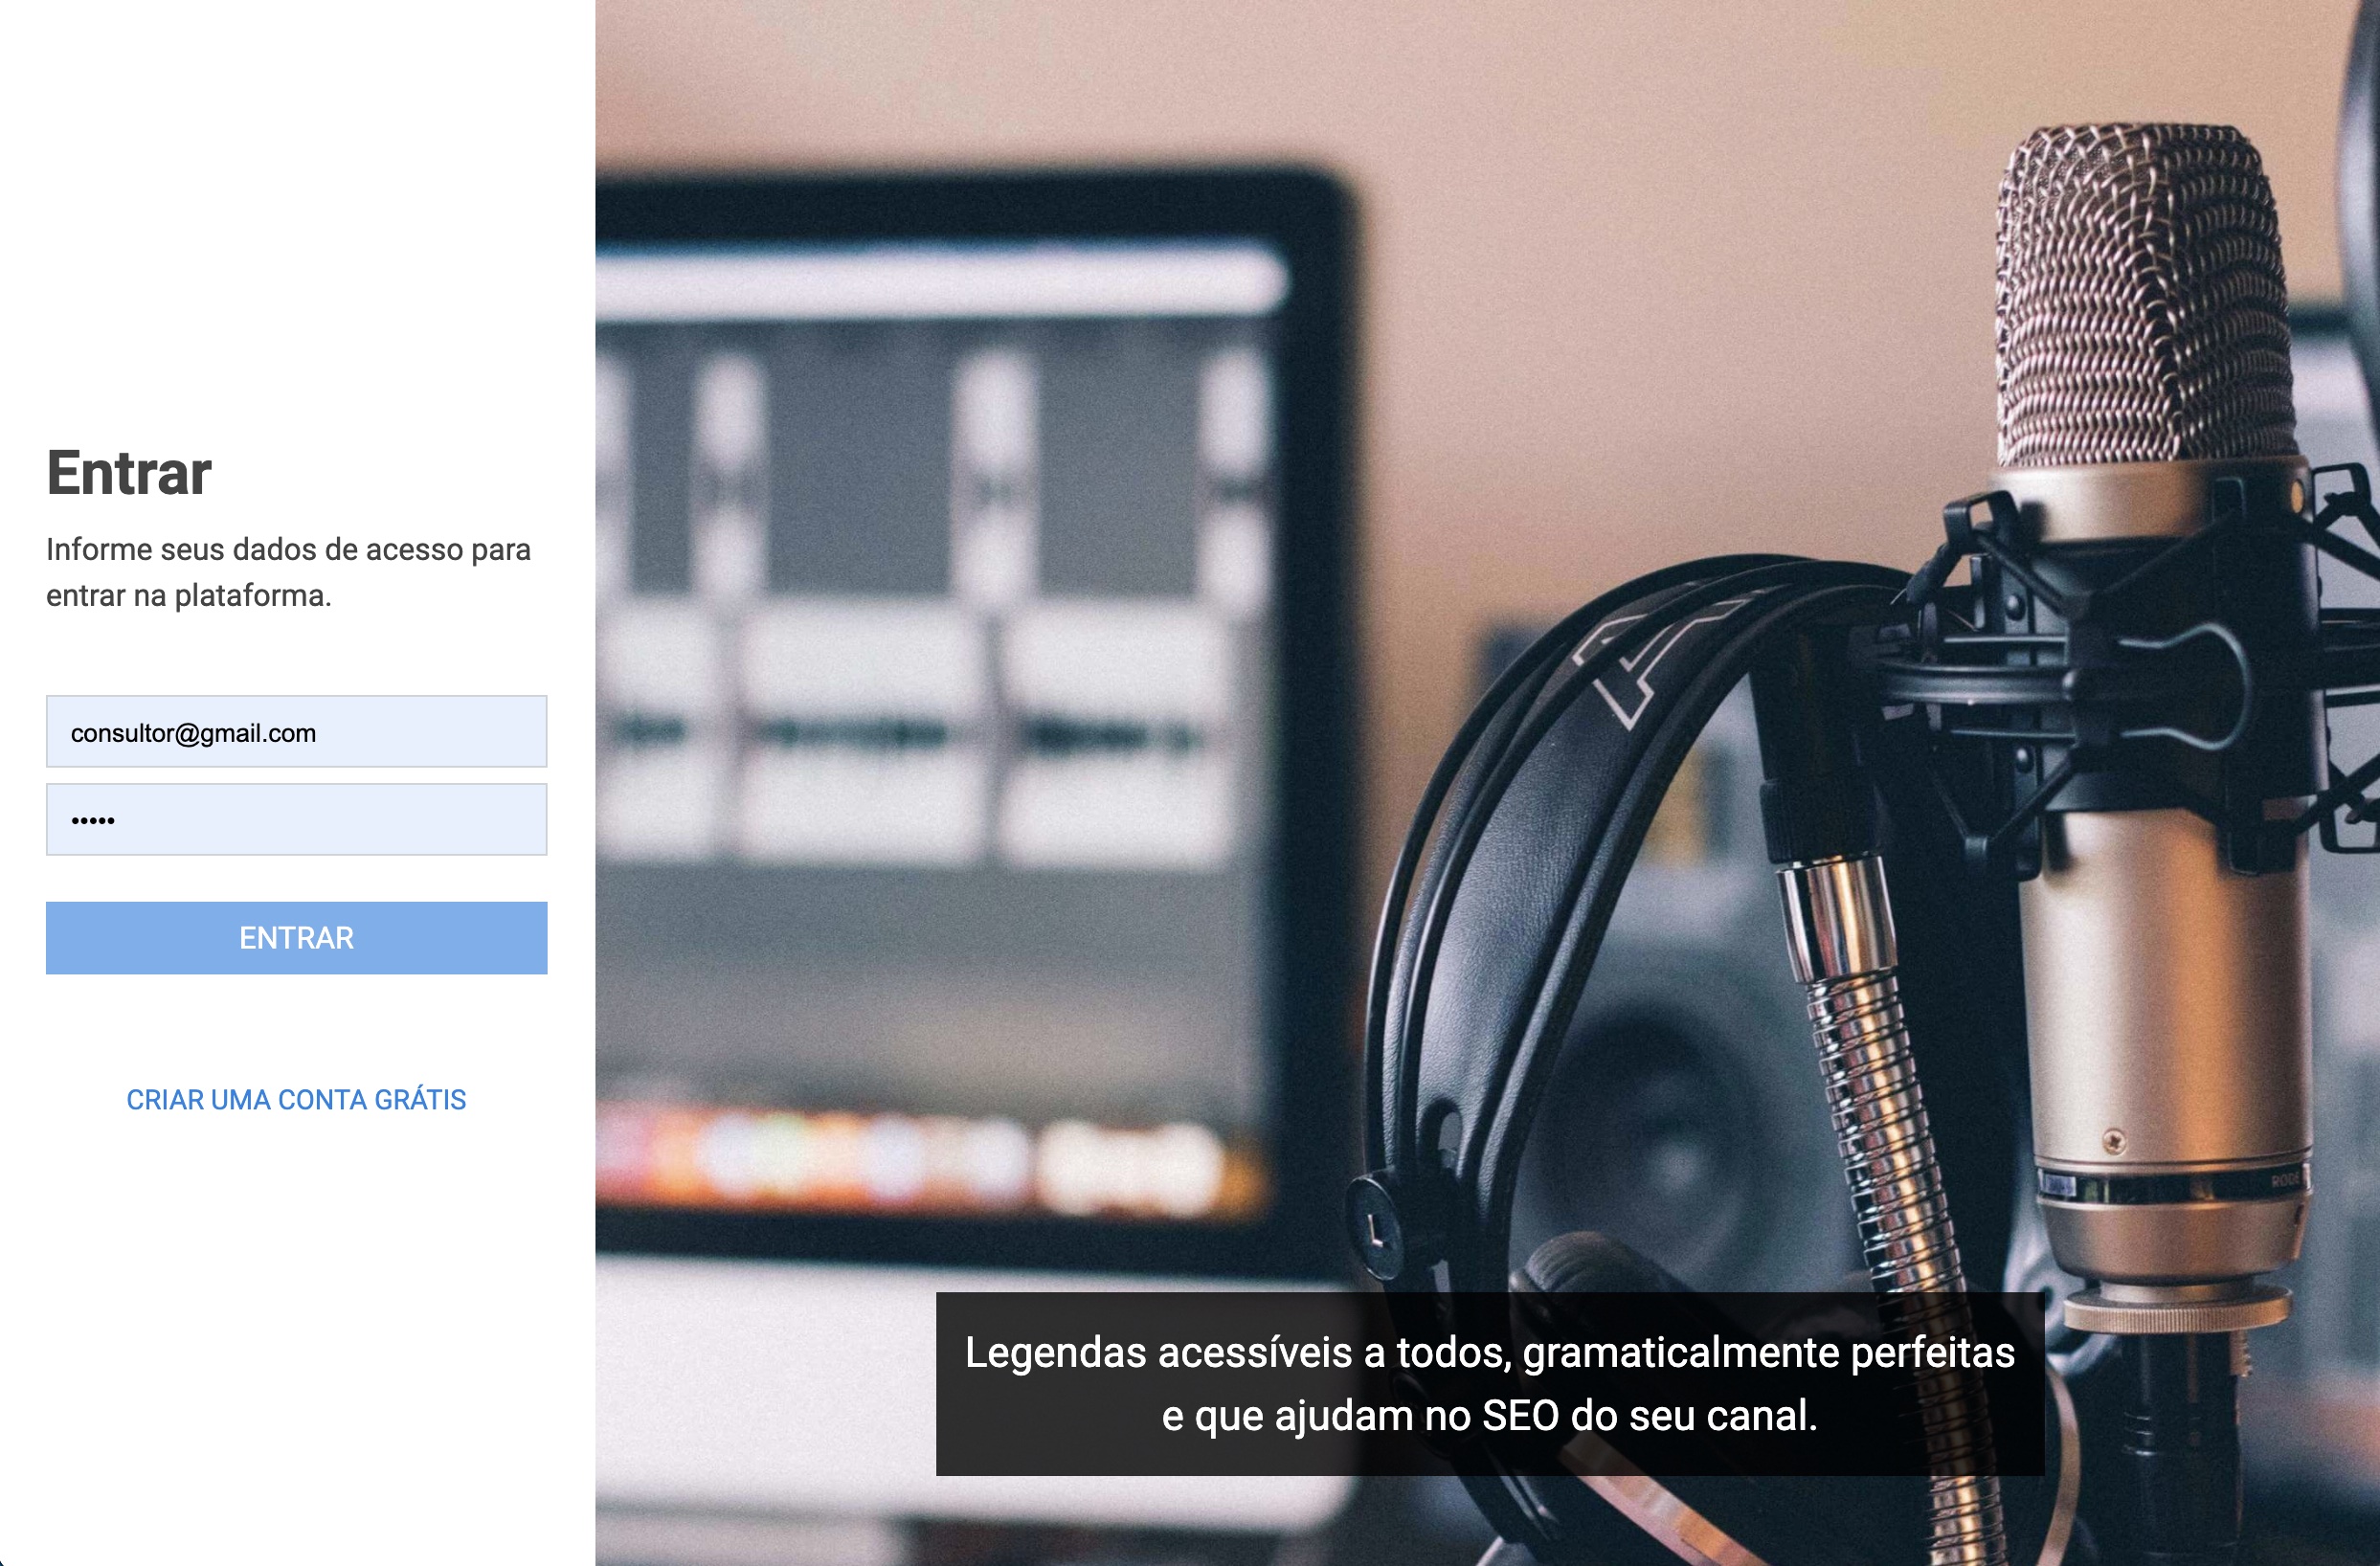 Entrar
Informe seus dados de acesso para
entrar na plataforma.
consultor@gmail.com
•••••
ENTRAR
CRIAR UMA CONTA GRÁTIS
L
RODE
Legendas acessíveis a todos, gramaticalmente perfeitas
e que ajudam no SEO do seu canal.